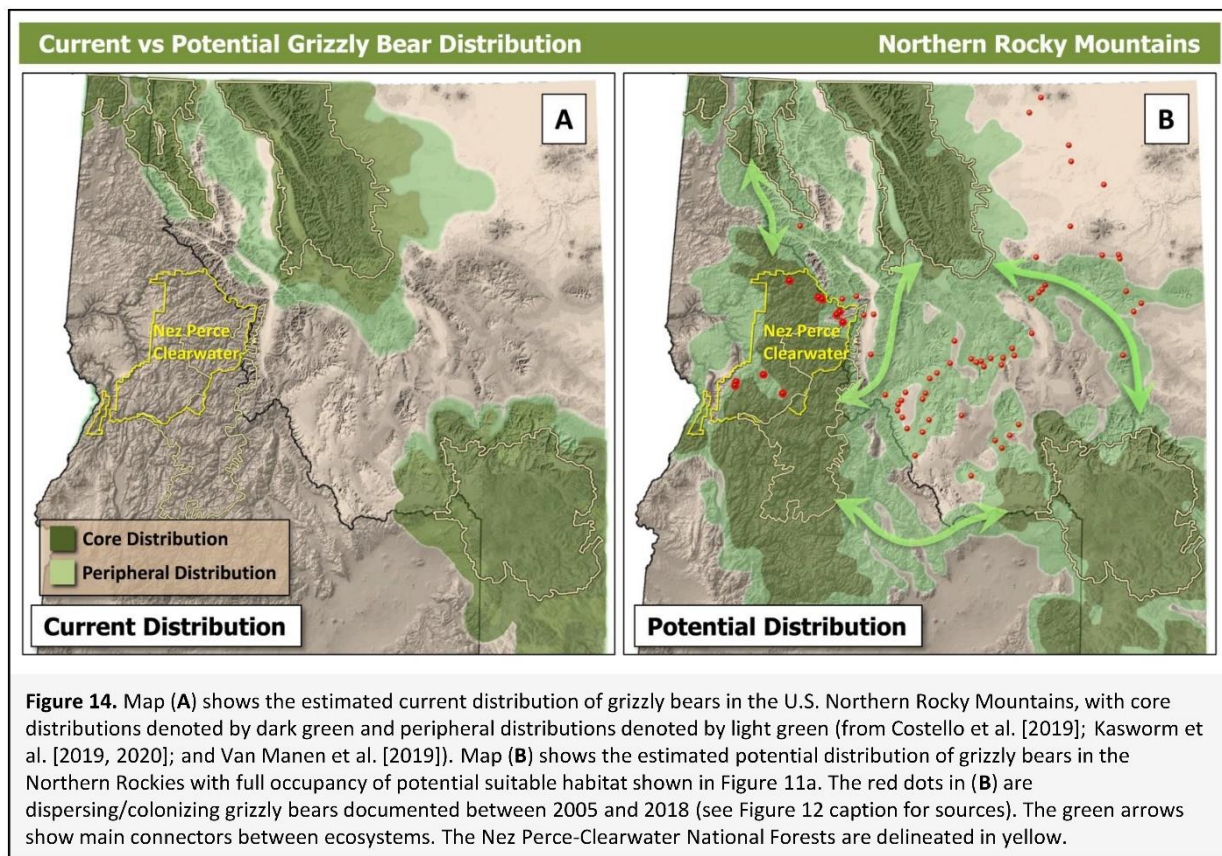 Current vs Potential Grizzly Bear Distribution
Northern Rocky Mountains
A
Nez Perce
Clearwater
Core Distribution
Peripheral Distribution
Current Distribution
B
Nez Perce
Clearwater
Potential Distribution
Figure 14. Map (A) shows the estimated current distribution of grizzly bears in the U.S. Northern Rocky Mountains, with core
distributions denoted by dark green and peripheral distributions denoted by light green (from Costello et al. [2019]; Kasworm et
al. [2019, 2020]; and Van Manen et al. [2019]). Map (B) shows the estimated potential distribution of grizzly bears in the
Northern Rockies with full occupancy of potential suitable habitat shown in Figure 11a. The red dots in (B) are
dispersing/colonizing grizzly bears documented between 2005 and 2018 (see Figure 12 caption for sources). The green arrows
show main connectors between ecosystems. The Nez Perce-Clearwater National Forests are delineated in yellow.